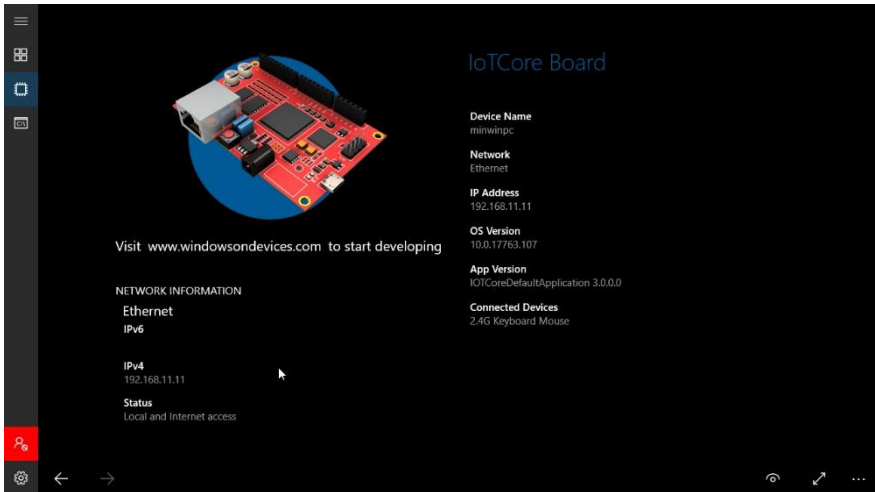 Visit www.windowsondevices.com to start developing
NETWORK INFORMATION
Ethernet
IPv6
IPv4
192.168.11.11
Status
Local and Internet access
IoTCore Board
Device Name
minwinpc
Network
Ethernet
IP Address
192.168.11.11
OS Version
10.0.17763.107
App Version
IOTCoreDefaultApplication 3.0.0.0
Connected Devices
2.4G Keyboard Mouse